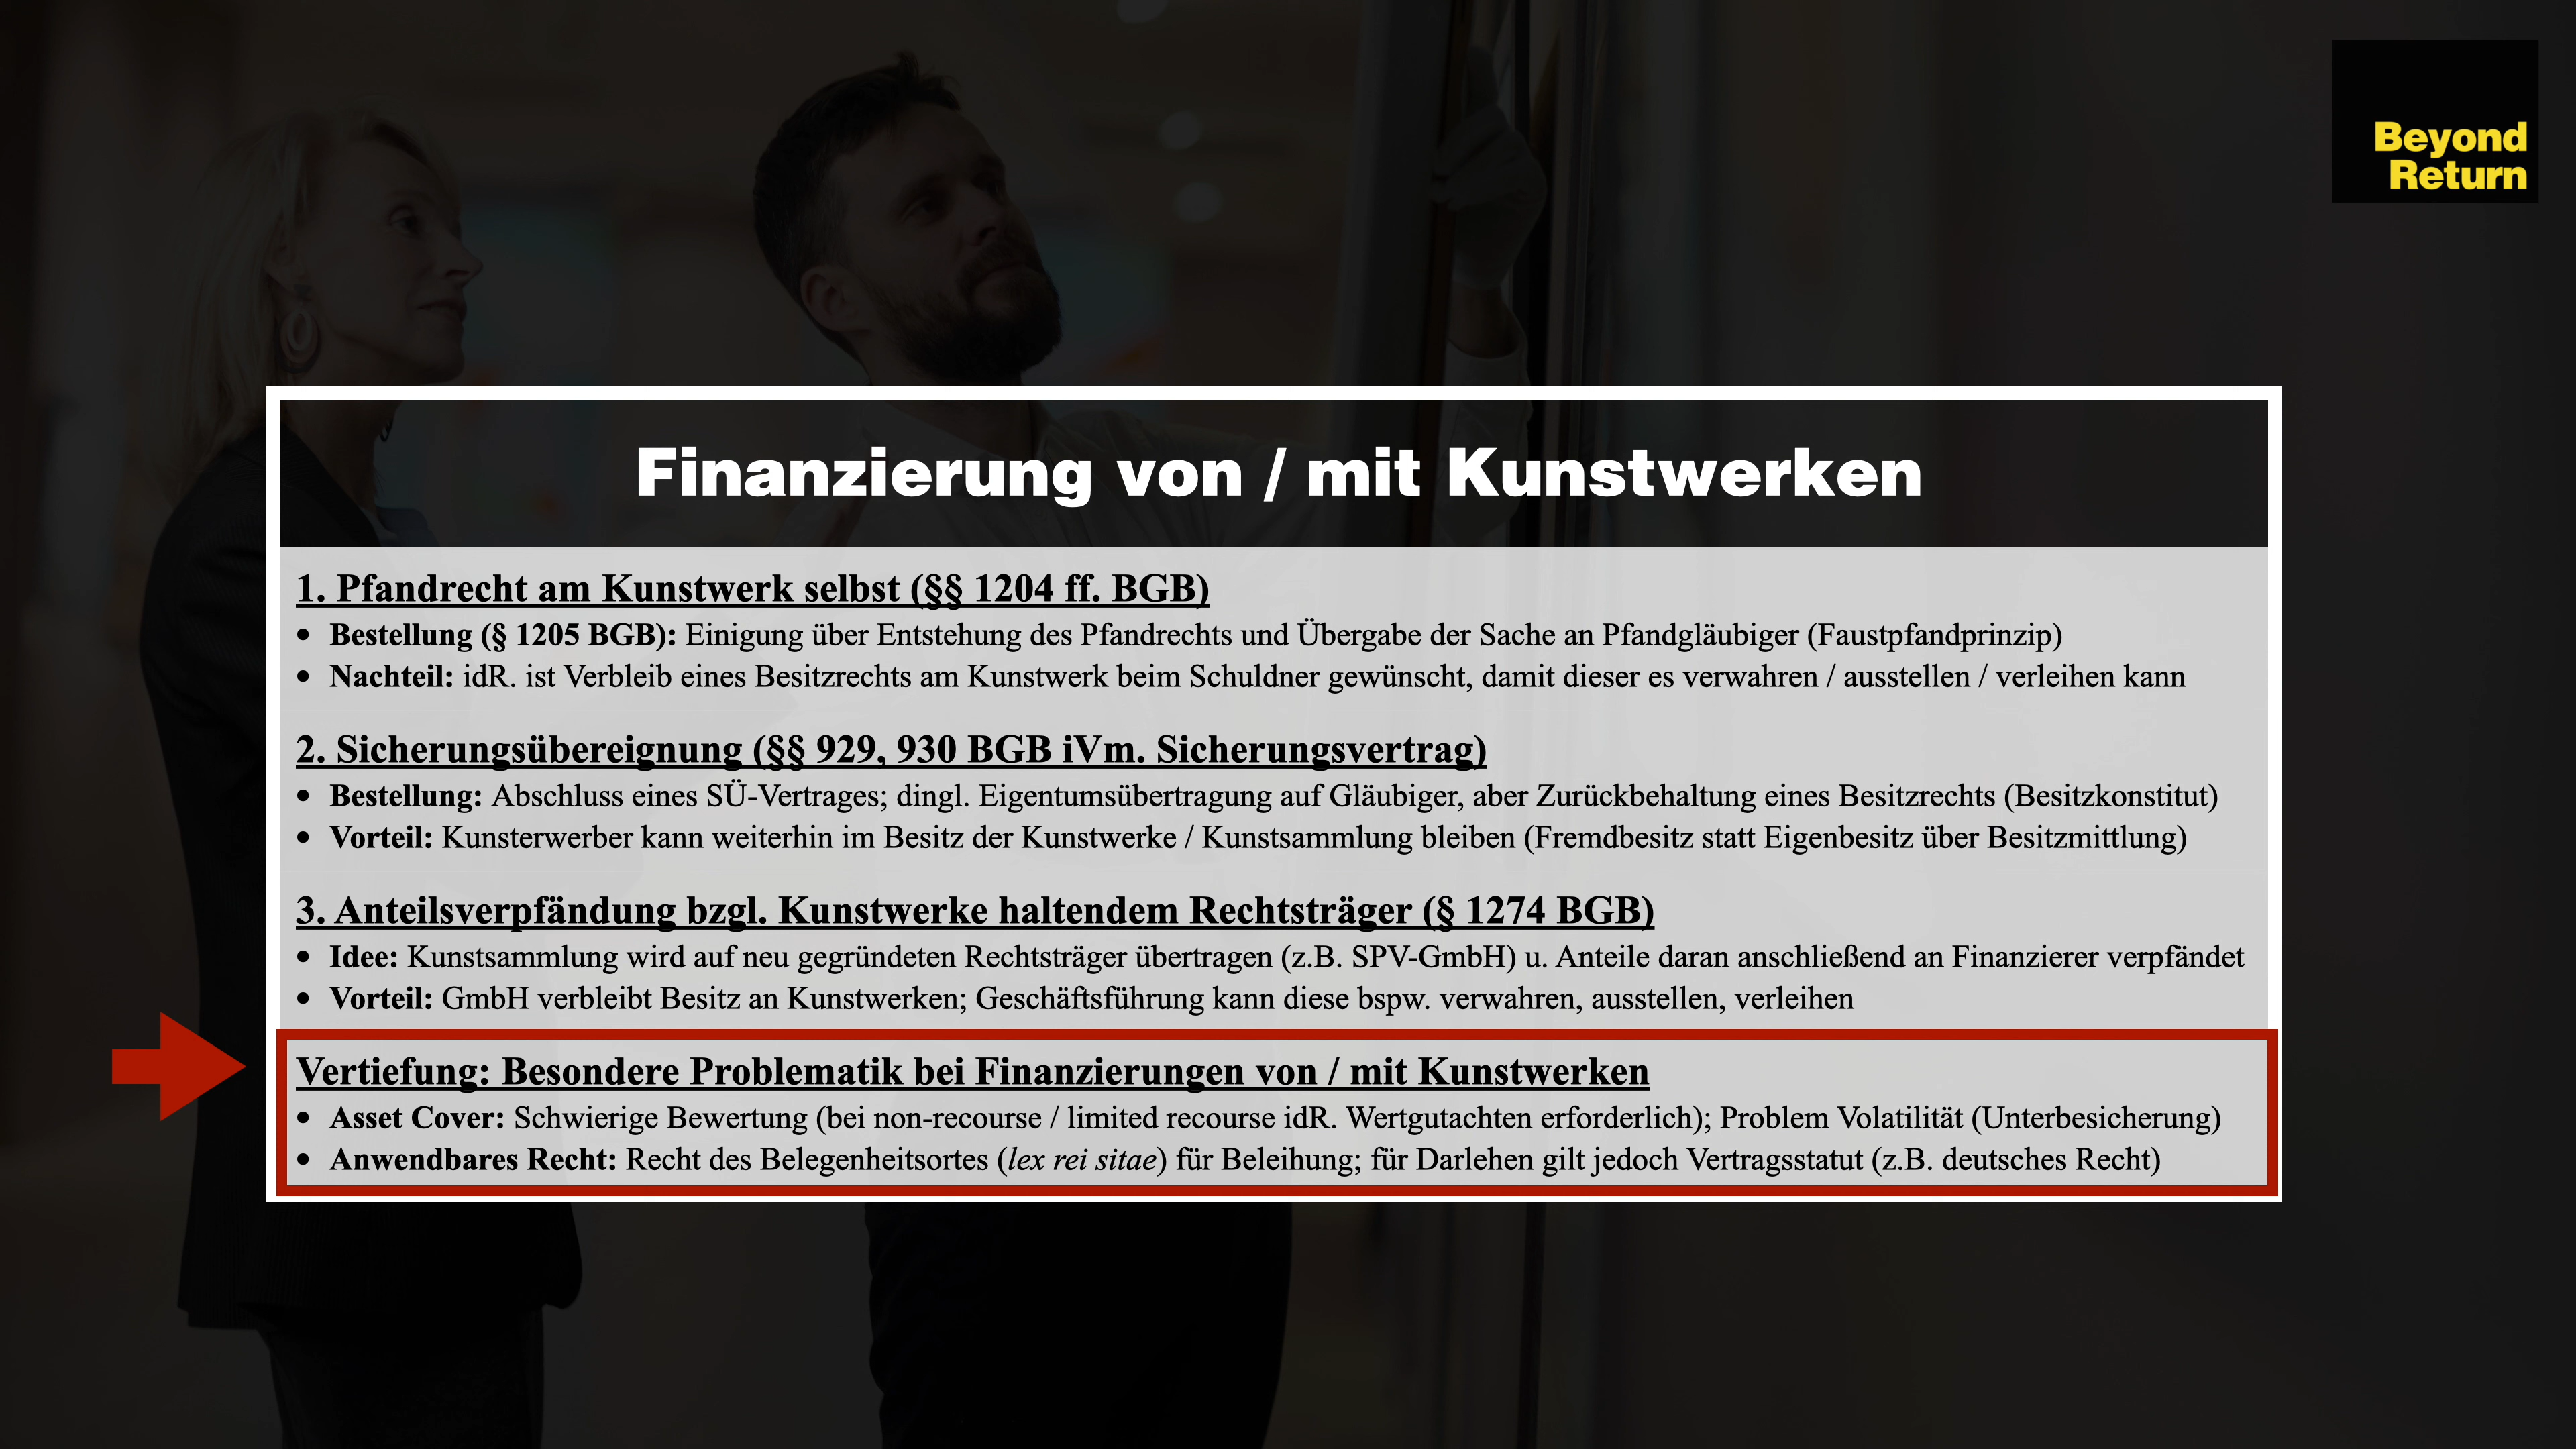 Beyond
Return
Finanzierung von / mit Kunstwerken
1. Pfandrecht am Kunstwerk selbst (§§ 1204 ff. BGB)
• Bestellung (§ 1205 BGB): Einigung über Entstehung des Pfandrechts und Übergabe der Sache an Pfandgläubiger (Faustpfandprinzip)
• Nachteil: idR. ist Verbleib eines Besitzrechts am Kunstwerk beim Schuldner gewünscht, damit dieser es verwahren / ausstellen / verleihen kann
2. Sicherungsübereignung (§§ 929, 930 BGB iVm. Sicherungsvertrag)
• Bestellung: Abschluss eines SÜ-Vertrages; dingl. Eigentumsübertragung auf Gläubiger, aber Zurückbehaltung eines Besitzrechts (Besitzkonstitut)
• Vorteil: Kunsterwerber kann weiterhin im Besitz der Kunstwerke / Kunstsammlung bleiben (Fremdbesitz statt Eigenbesitz über Besitzmittlung)
3. Anteilsverpfändung bzgl. Kunstwerke haltendem Rechtsträger (§ 1274 BGB)
• Idee: Kunstsammlung wird auf neu gegründeten Rechtsträger übertragen (z.B. SPV-GmbH) u. Anteile daran anschließend an Finanzierer verpfändet
• Vorteil: GmbH verbleibt Besitz an Kunstwerken; Geschäftsführung kann diese bspw. verwahren, ausstellen, verleihen
Vertiefung: Besondere Problematik bei Finanzierungen von / mit Kunstwerken
• Asset Cover: Schwierige Bewertung (bei non-recourse / limited recourse idR. Wertgutachten erforderlich); Problem Volatilität (Unterbesicherung)
• Anwendbares Recht: Recht des Belegenheitsortes (lex rei sitae) für Beleihung; für Darlehen gilt jedoch Vertragsstatut (z.B. deutsches Recht)